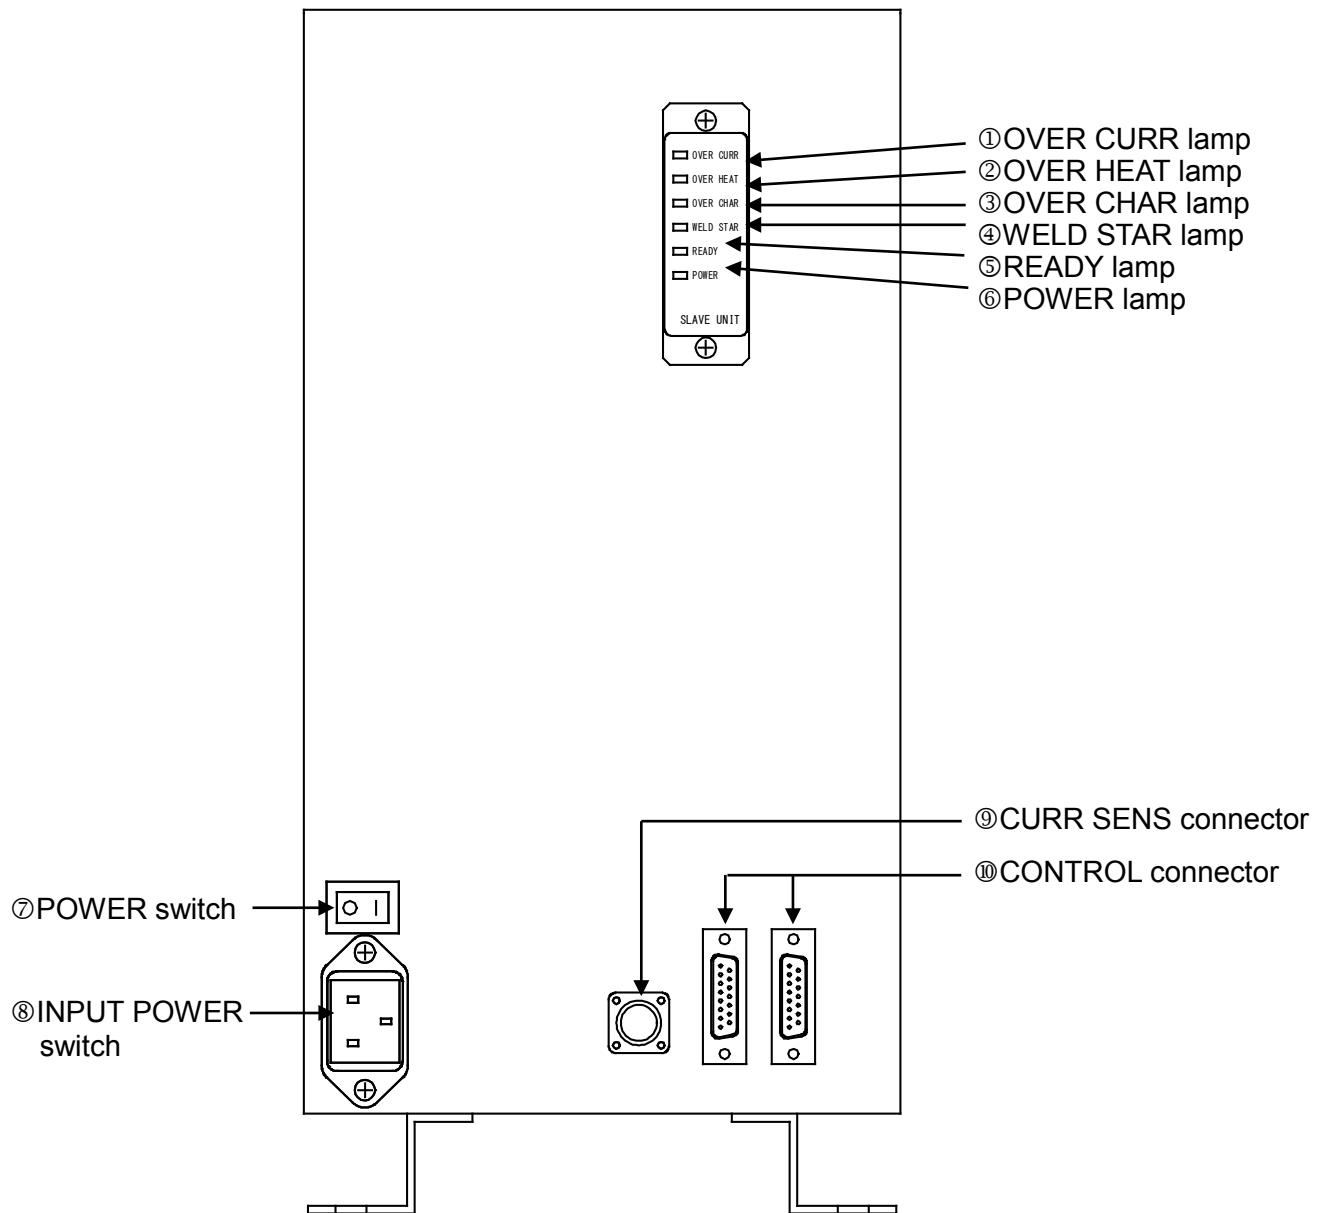 OVER CURR
OVER HEAT
OVER CHAR
WELD STAR
READY
POWER
SLAVE UNIT
①OVER CURR lamp
②OVER HEAT lamp
③OVER CHAR lamp
④WELD STAR lamp
⑤READY lamp
⑥POWER lamp
⑨CURR SENS connector
⑩CONTROL connector
⑦POWER switch
⑧INPUT POWER
switch